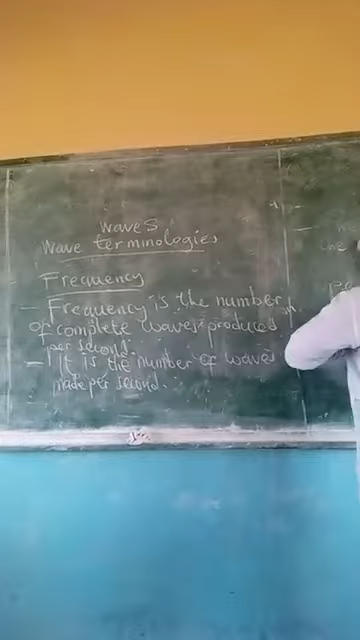 Waves
Wave terminologies
Frequency
- Frequency is the number
of complete waves produced
per second.
- It is the number of waves
made per second.
the